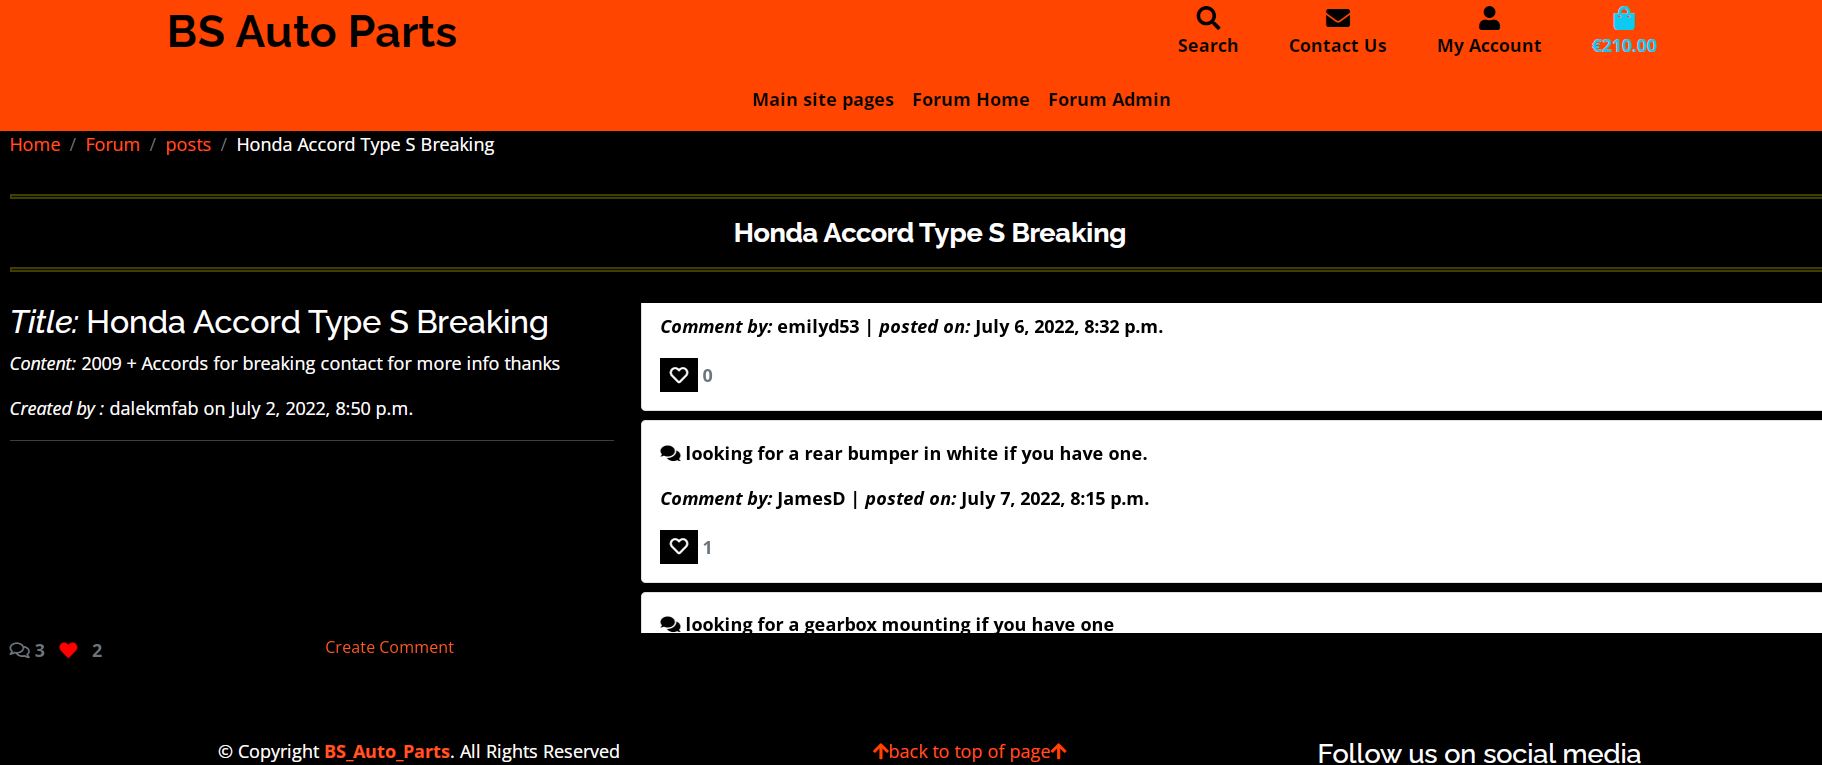 BS Auto Parts
Search
Contact Us
My Account
€210.00
Main site pages Forum Home Forum Admin
Home / Forum / posts / Honda Accord Type S Breaking
Honda Accord Type S Breaking
Title: Honda Accord Type S Breaking
Content: 2009 + Accords for breaking contact for more info thanks
Created by : dalekmfab on July 2, 2022, 8:50 p.m.
3 2
Create Comment
Comment by: emilyd53 | posted on: July 6, 2022, 8:32 p.m.
0
looking for a rear bumper in white if you have one.
Comment by: JamesD | posted on: July 7, 2022, 8:15 p.m.
1
looking for a gearbox mounting if you have one
© Copyright BS_Auto_Parts. All Rights Reserved
back to top of page
Follow us on social media